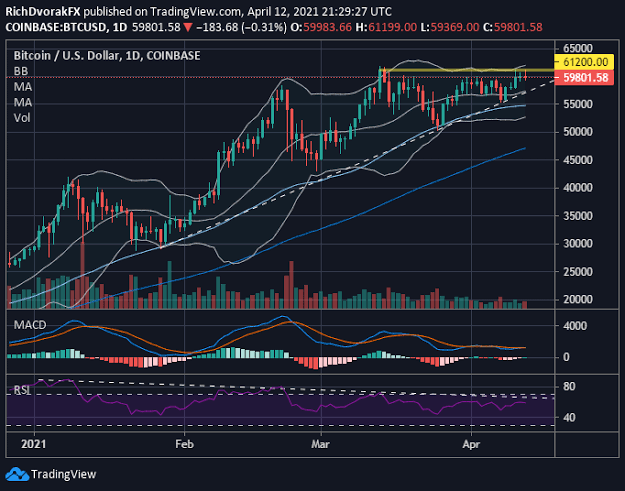 RichDvorakFX published on TradingView.com, April 12, 2021 21:29:27 UTC
COINBASE:BTCUSD, 1D 59801.58 ▼ −183.68 (−0.31%) O:59983.66 H:61199.00 L:59369.00 C:59801.58
Bitcoin / U.S. Dollar, 1D, COINBASE
BB
MA
MA
Vol
65000
61200.00
59801.58
55000
50000
45000
40000
35000
30000
25000
20000
MACD
4000
0
RSI
80
40
2021
Feb
Mar
Apr
TradingView